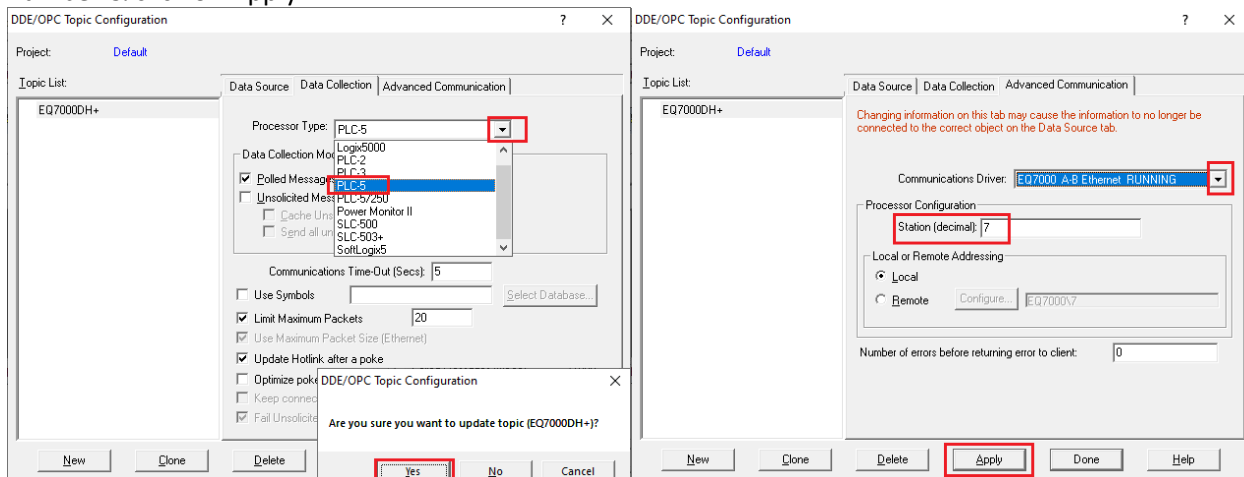 DDE/OPC Topic Configuration ? ×
Project: Default
Topic List:
EQ7000DH+
Data Source Data Collection Advanced Communication
Processor Type: PLC-5
Logix5000
PLC-2
PLC-3
PLC-5
PLC-5/250
Power Monitor II
SLC-500
SLC-503+
SoftLogix5
Data Collection Mo
Polled Message
Unsolicited Mess
Cache Uns
Send all un
Communications Time-Out (Secs): 5
Use Symbols Select Database...
Limit Maximum Packets 20
Use Maximum Packet Size (Ethernet)
Update Hotlink after a poke
Optimize poke
Keep connec
Fail Unsolicite
DDE/OPC Topic Configuration ×
Are you sure you want to update topic (EQ7000DH+)?
Yes No Cancel
New Clone Delete
DDE/OPC Topic Configuration ? ×
Project: Default
Topic List:
EQ7000DH+
Data Source Data Collection Advanced Communication
Changing information on this tab may cause the information to no longer be
connected to the correct object on the Data Source tab.
Communications Driver: EQ7000 A-B Ethernet RUNNING
Processor Configuration
Station (decimal): 7
Local or Remote Addressing
Local
Remote Configure... EQ7000\7
Number of errors before returning error to client: 0
New Clone Delete Apply Done Help